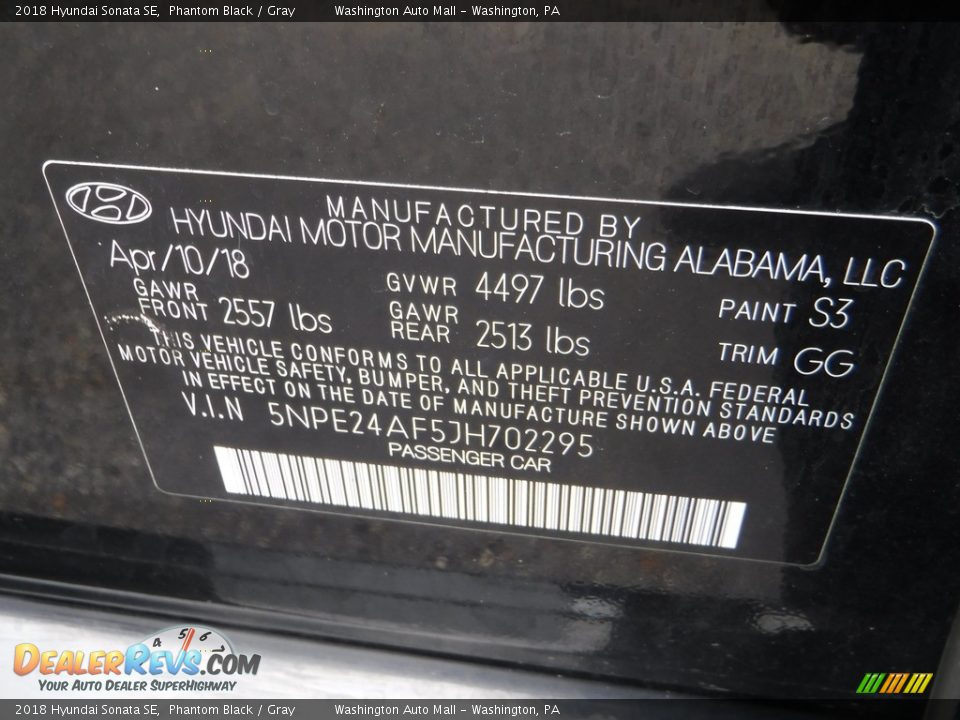 2018 Hyundai Sonata SE, Phantom Black / Gray Washington Auto Mall - Washington, PA
MANUFACTURED BY
HYUNDAI MOTOR MANUFACTURING ALABAMA, LLC
Apr/10/18 GVWR 4497 lbs PAINT S3
GAWR FRONT 2557 lbs GAWR REAR 2513 lbs TRIM GG
THIS VEHICLE CONFORMS TO ALL APPLICABLE U.S.A. FEDERAL
MOTOR VEHICLE SAFETY, BUMPER, AND THEFT PREVENTION STANDARDS
IN EFFECT ON THE DATE OF MANUFACTURE SHOWN ABOVE
V.I.N 5NPE24AF5JH702295
PASSENGER CAR
4 5 6
DEALERREVS.COM
YOUR AUTO DEALER SUPERHIGHWAY
2018 Hyundai Sonata SE, Phantom Black / Gray Washington Auto Mall - Washington, PA